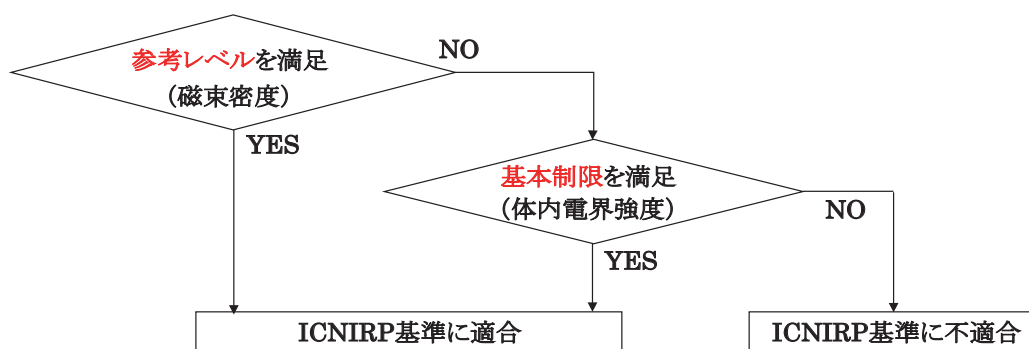 参考レベルを満足
(磁束密度)
NO
YES
基本制限を満足
(体内電界強度)
NO
YES
ICNIRP基準に適合
ICNIRP基準に不適合